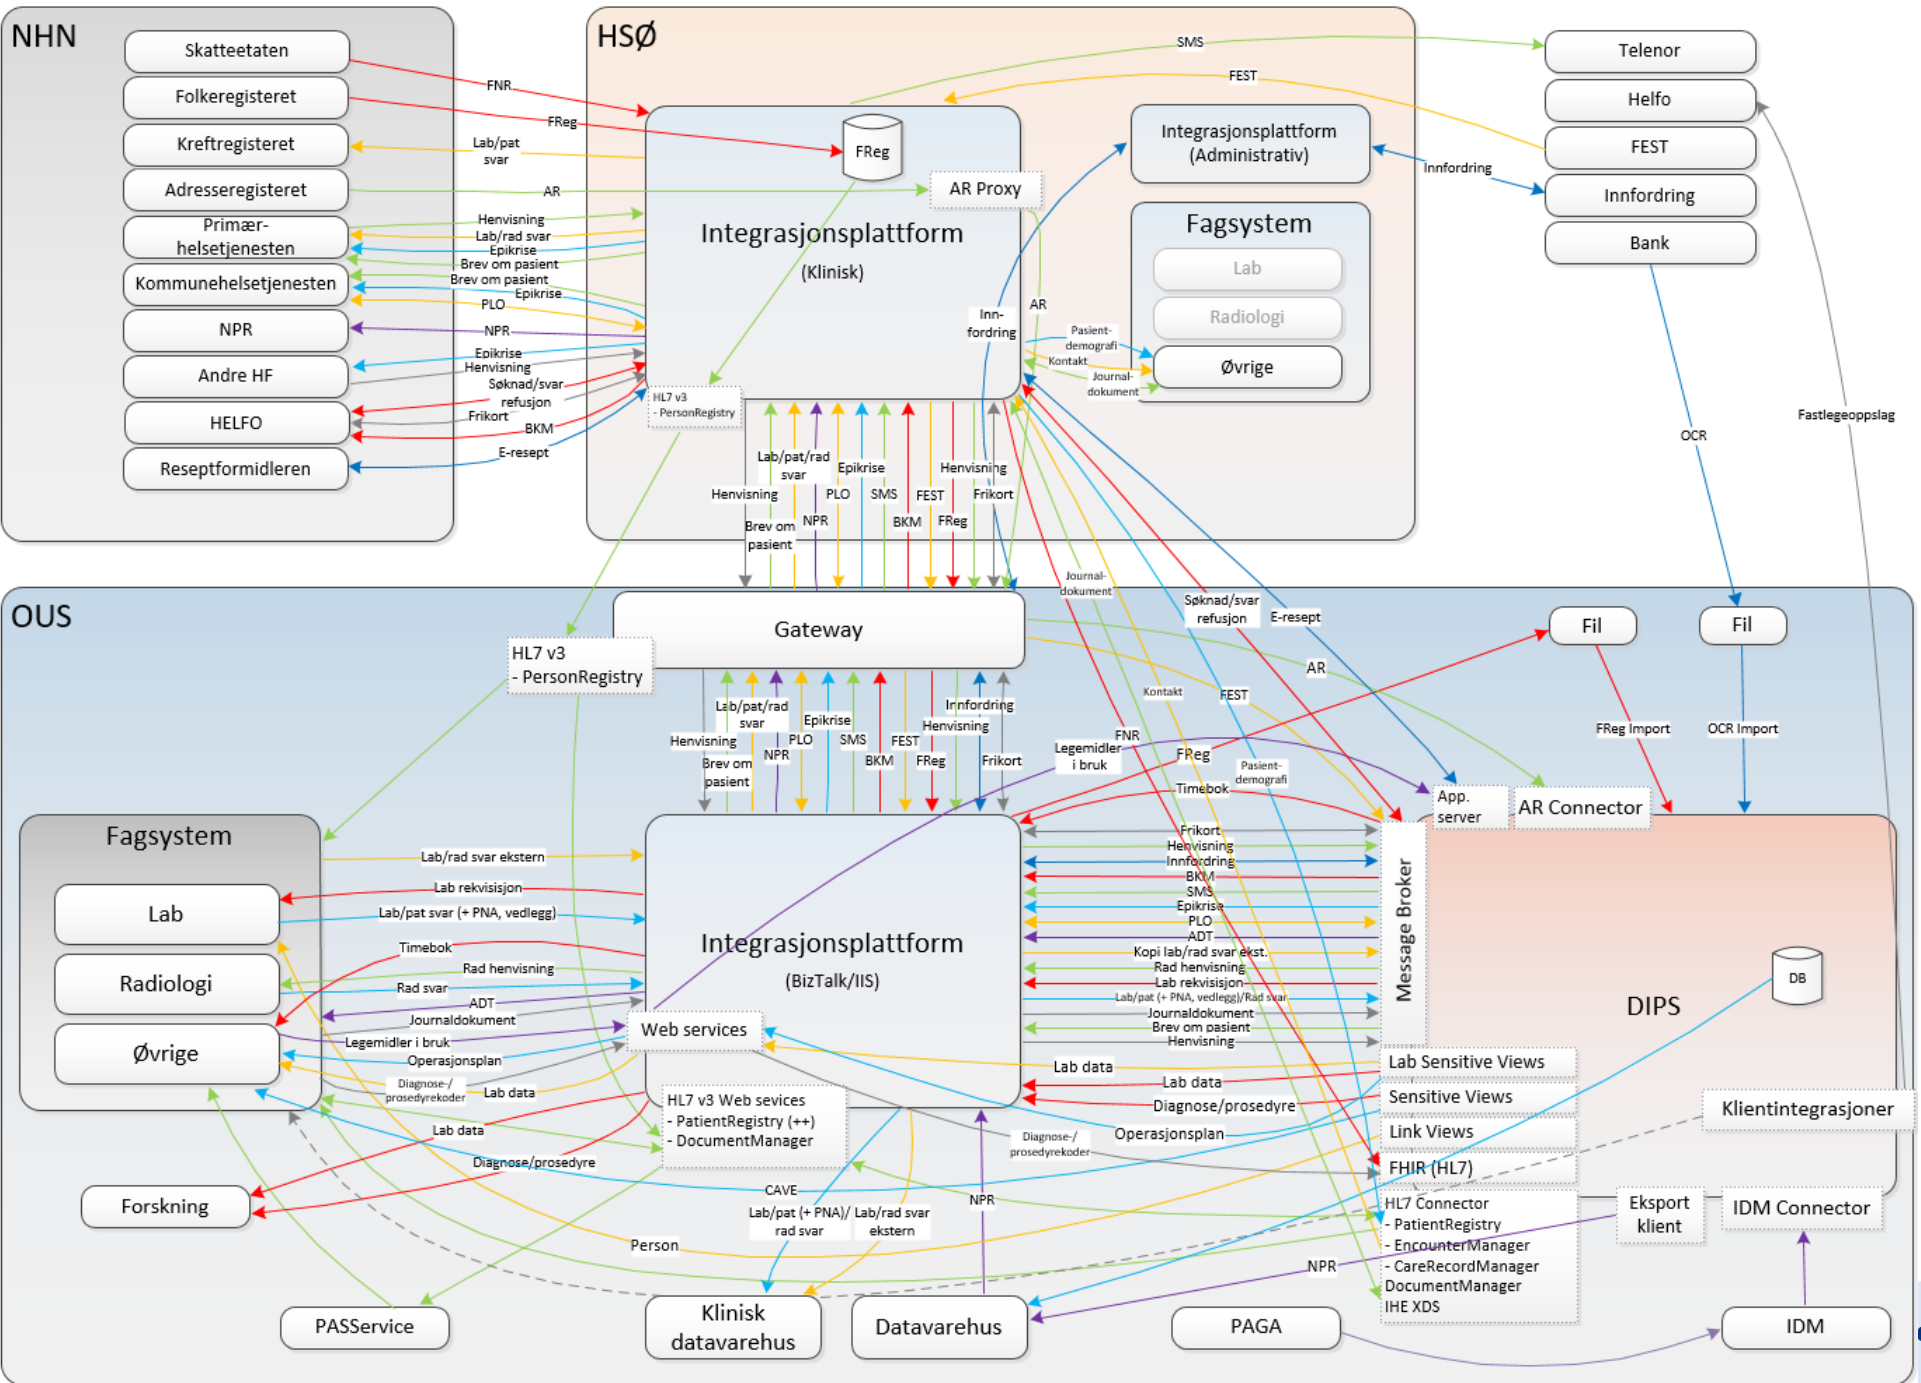 NHN
Skatteetaten
Folkeregisteret
Kreftregisteret
Adresseregisteret
Primær-
helsetjenesten
Kommunehelsetjenesten
NPR
Andre HF
HELFO
Reseptformidleren
FNR
FReg
Lab/pat
svar
AR
Henvisning
Lab/rad svar
Epikrise
Brev om pasient
Brev om pasient
Epikrise
PLO
NPR
Epikrise
Henvisning
Søknad/svar
refusjon
Frikort
BKM
E-resept
HSØ
FReg
AR Proxy
Integrasjonsplattform
(Klinisk)
HL7 v3
- PersonRegistry
SMS
FEST
Integrasjonsplattform
(Administrativ)
Fagsystem
Lab
Radiologi
Øvrige
Inn-
fordring
AR
Pasient-
demografi
Kontakt
Journal-
dokument
Telenor
Helfo
FEST
Innfordring
Bank
Innfordring
OCR
Fastlegeoppslag
Henvisning
Brev om
pasient
Lab/pat/rad
svar
NPR
PLO
Epikrise
SMS
BKM
FEST
FReg
Henvisning
Frikort
OUS
Gateway
HL7 v3
- PersonRegistry
Journal-
dokument
Søknad/svar
refusjon
E-resept
Fil
Fil
AR
Kontakt
FEST
FReg Import
OCR Import
Henvisning
Brev om
pasient
Lab/pat/rad
svar
NPR
PLO
Epikrise
SMS
BKM
FEST
FReg
Henvisning
Innfordring
Frikort
Legemidler
i bruk
FNR
FReg
Pasient-
demografi
Timebok
App.
server
AR Connector
Fagsystem
Lab
Radiologi
Øvrige
Lab/rad svar ekstern
Lab rekvisisjon
Lab/pat svar (+ PNA, vedlegg)
Timebok
Rad henvisning
Rad svar
ADT
Journaldokument
Legemidler i bruk
Operasjonsplan
Diagnose-/
prosedyrekoder
Lab data
Integrasjonsplattform
(BizTalk/IIS)
Web services
HL7 v3 Web sevices
- PatientRegistry (++)
- DocumentManager
Frikort
Henvisning
Innfordring
BKM
SMS
Epikrise
PLO
ADT
Kopi lab/rad svar ekst.
Rad henvisning
Lab rekvisisjon
Lab/pat (+ PNA, vedlegg)/Rad svar
Journaldokument
Brev om pasient
Henvisning
Lab data
Lab data
Diagnose/prosedyre
Operasjonsplan
Diagnose-/
prosedyrekoder
Message Broker
DIPS
DB
Lab Sensitive Views
Sensitive Views
Link Views
FHIR (HL7)
HL7 Connector
- PatientRegistry
- EncounterManager
- CareRecordManager
DocumentManager
IHE XDS
Klientintegrasjoner
Eksport
klient
IDM Connector
Lab data
Diagnose/prosedyre
Forskning
CAVE
Lab/pat (+ PNA)/
rad svar
Lab/rad svar
ekstern
NPR
Person
NPR
PASService
Klinisk
datavarehus
Datavarehus
PAGA
IDM